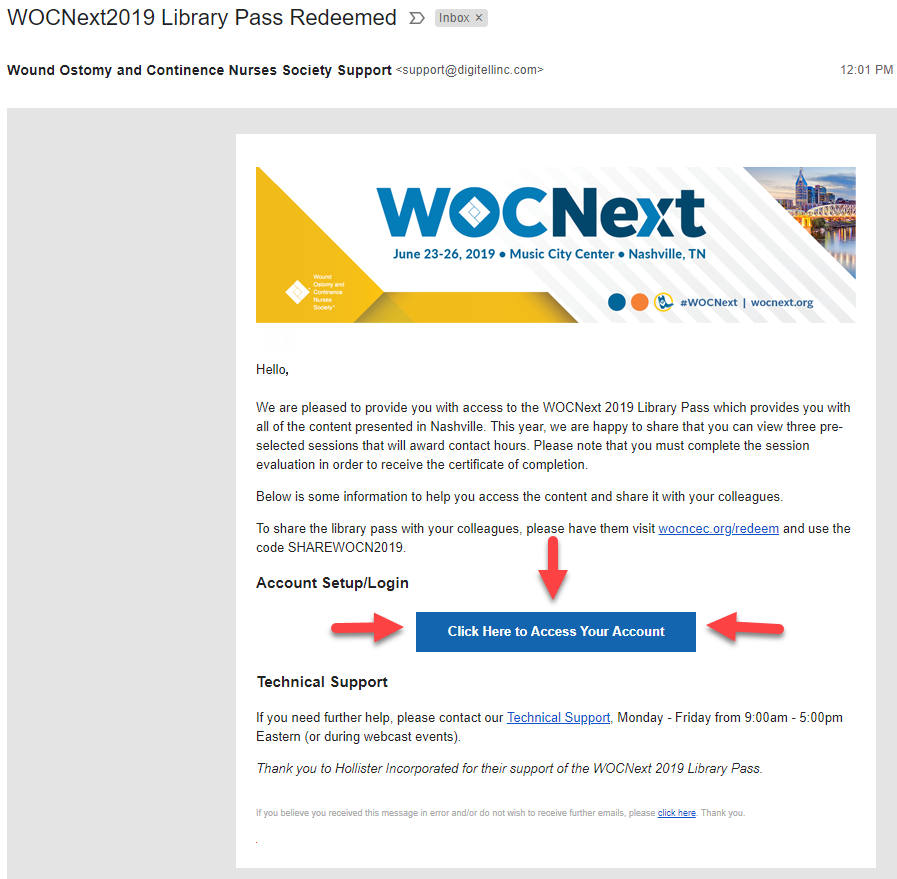 WOCNext2019 Library Pass Redeemed
Inbox ×
Wound Ostomy and Continence Nurses Society Support <support@digitellinc.com>
12:01 PM
WOCNext
June 23-26, 2019 • Music City Center • Nashville, TN
Wound
Ostomy and
Continence
Nurses
Society
#WOCNext | wocnext.org
Hello,
We are pleased to provide you with access to the WOCNext 2019 Library Pass which provides you with
all of the content presented in Nashville. This year, we are happy to share that you can view three pre-
selected sessions that will award contact hours. Please note that you must complete the session
evaluation in order to receive the certificate of completion.
Below is some information to help you access the content and share it with your colleagues.
To share the library pass with your colleagues, please have them visit wocncec.org/redeem and use the
code SHAREWOCN2019.
Account Setup/Login
Click Here to Access Your Account
Technical Support
If you need further help, please contact our Technical Support, Monday - Friday from 9:00am - 5:00pm
Eastern (or during webcast events).
Thank you to Hollister Incorporated for their support of the WOCNext 2019 Library Pass.
If you believe you received this message in error and/or do not wish to receive further emails, please click here. Thank you.
.